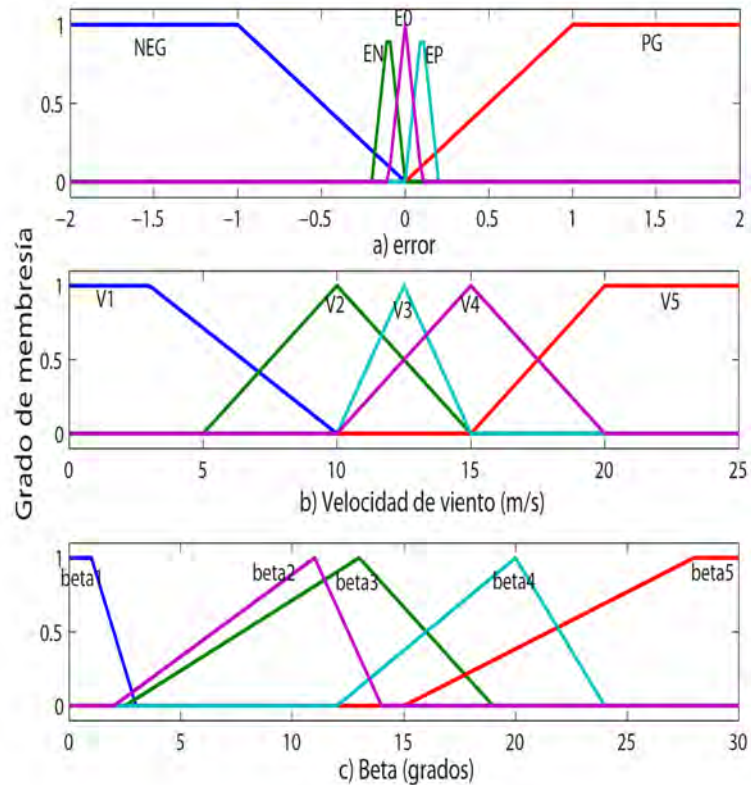 Grado de membresía
E0
1
NEG
EN
EP
PG
0.5
0
−2 −1.5 −1 −0.5 0 0.5 1 1.5 2
a) error
1
V1 V2 V3 V4 V5
0.5
0
0 5 10 15 20 25
b) Velocidad de viento (m/s)
1
beta1 beta2 beta3 beta4 beta5
0.5
0
0 5 10 15 20 25 30
c) Beta (grados)